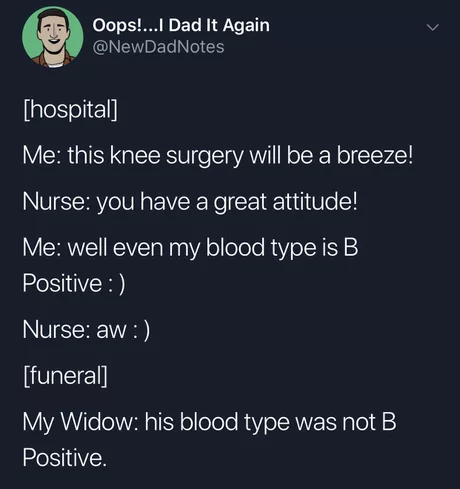 Oops!...I Dad It Again
@NewDadNotes
[hospital]
Me: this knee surgery will be a breeze!
Nurse: you have a great attitude!
Me: well even my blood type is B
Positive : )
Nurse: aw : )
[funeral]
My Widow: his blood type was not B
Positive.